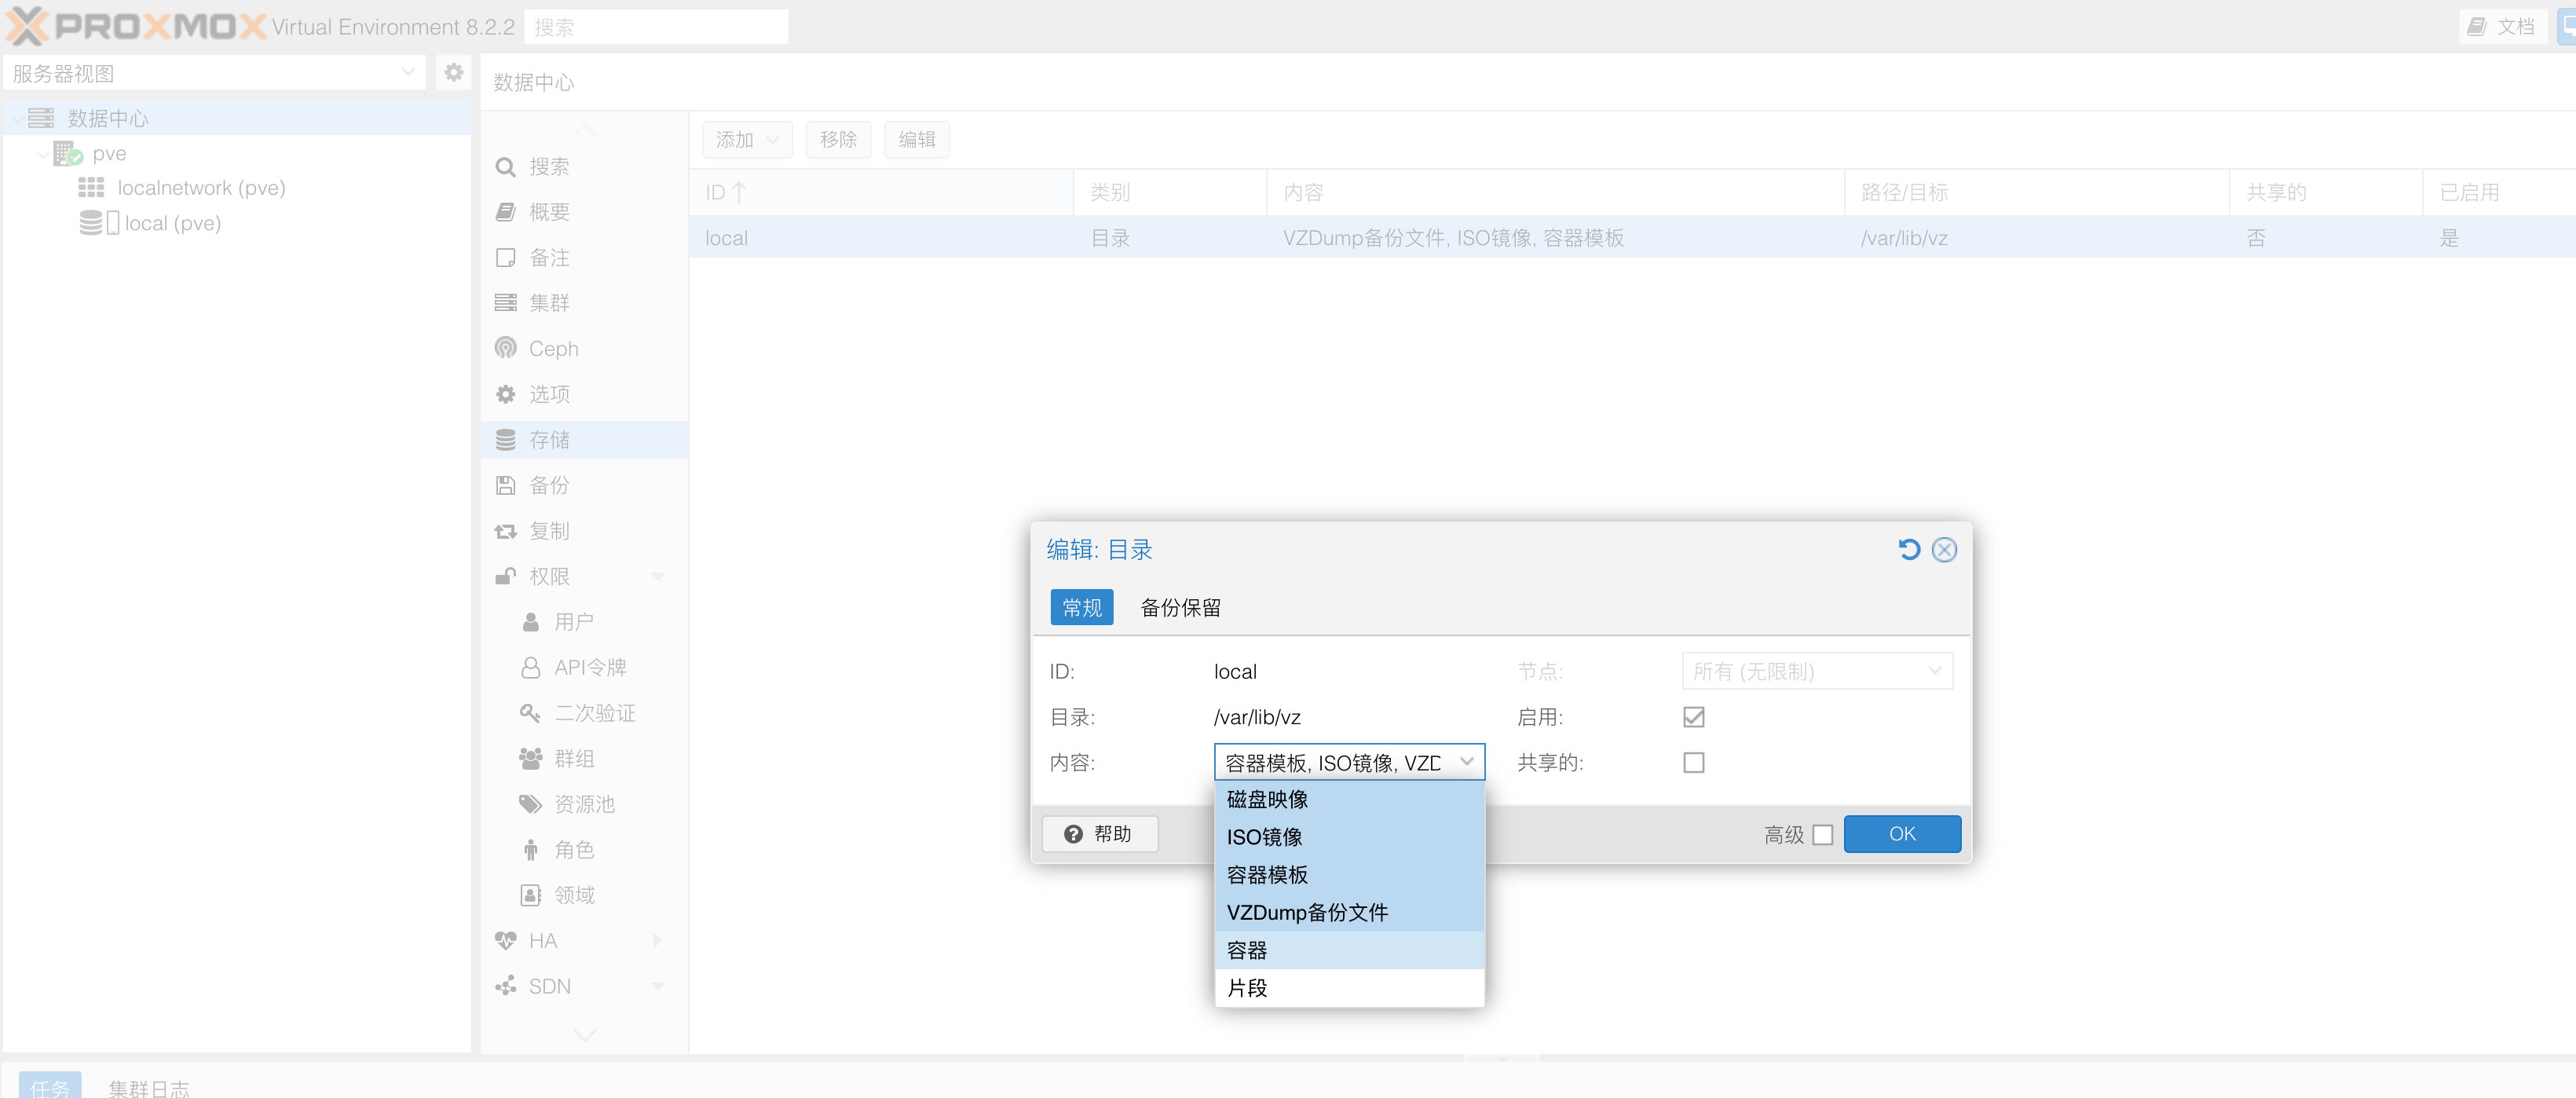 PROXMOX Virtual Environment 8.2.2 搜索 文档
服务器视图
数据中心
pve
localnetwork (pve)
local (pve)
数据中心
搜索
概要
备注
集群
Ceph
选项
存储
备份
复制
权限
用户
API令牌
二次验证
群组
资源池
角色
领域
HA
SDN
添加 移除 编辑
ID 类别 内容 路径/目标 共享的 已启用
local 目录 VZDump备份文件, ISO镜像, 容器模板 /var/lib/vz 否 是
编辑: 目录
常规 备份保留
ID: local 节点: 所有 (无限制)
目录: /var/lib/vz 启用:
内容: 容器模板, ISO镜像, VZD 共享的:
磁盘映像
ISO镜像
容器模板
VZDump备份文件
容器
片段
帮助 高级 OK
任务 集群日志